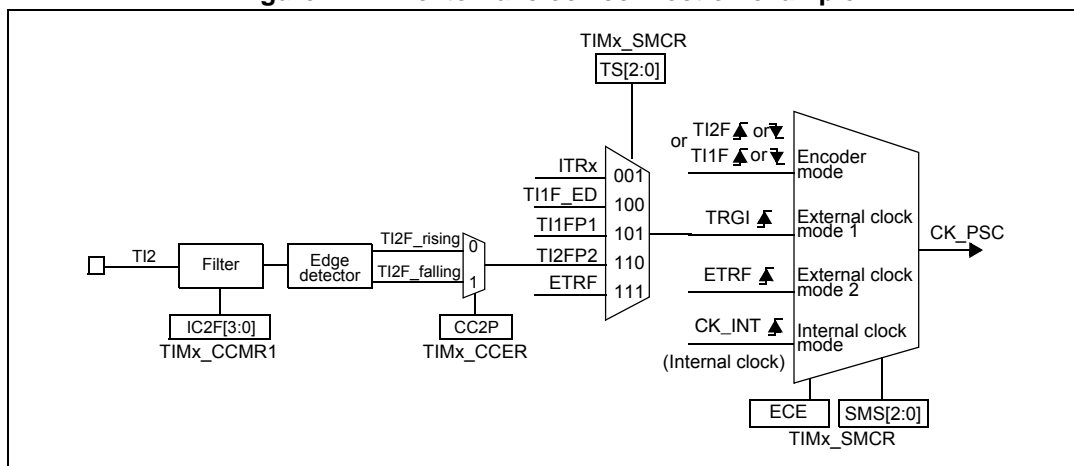 TIMx_SMCR
TS[2:0]
TI2F or
or
TI1F or
Encoder
mode
ITRx
001
TI1F_ED
100
TI1FP1
101
TRGI
External clock
mode 1
CK_PSC
TI2
Filter
Edge
detector
TI2F_rising
0
TI2F_falling
1
TI2FP2
110
ETRF
111
ETRF
External clock
mode 2
IC2F[3:0]
TIMx_CCMR1
CC2P
TIMx_CCER
CK_INT
Internal clock
mode
(Internal clock)
ECE
SMS[2:0]
TIMx_SMCR